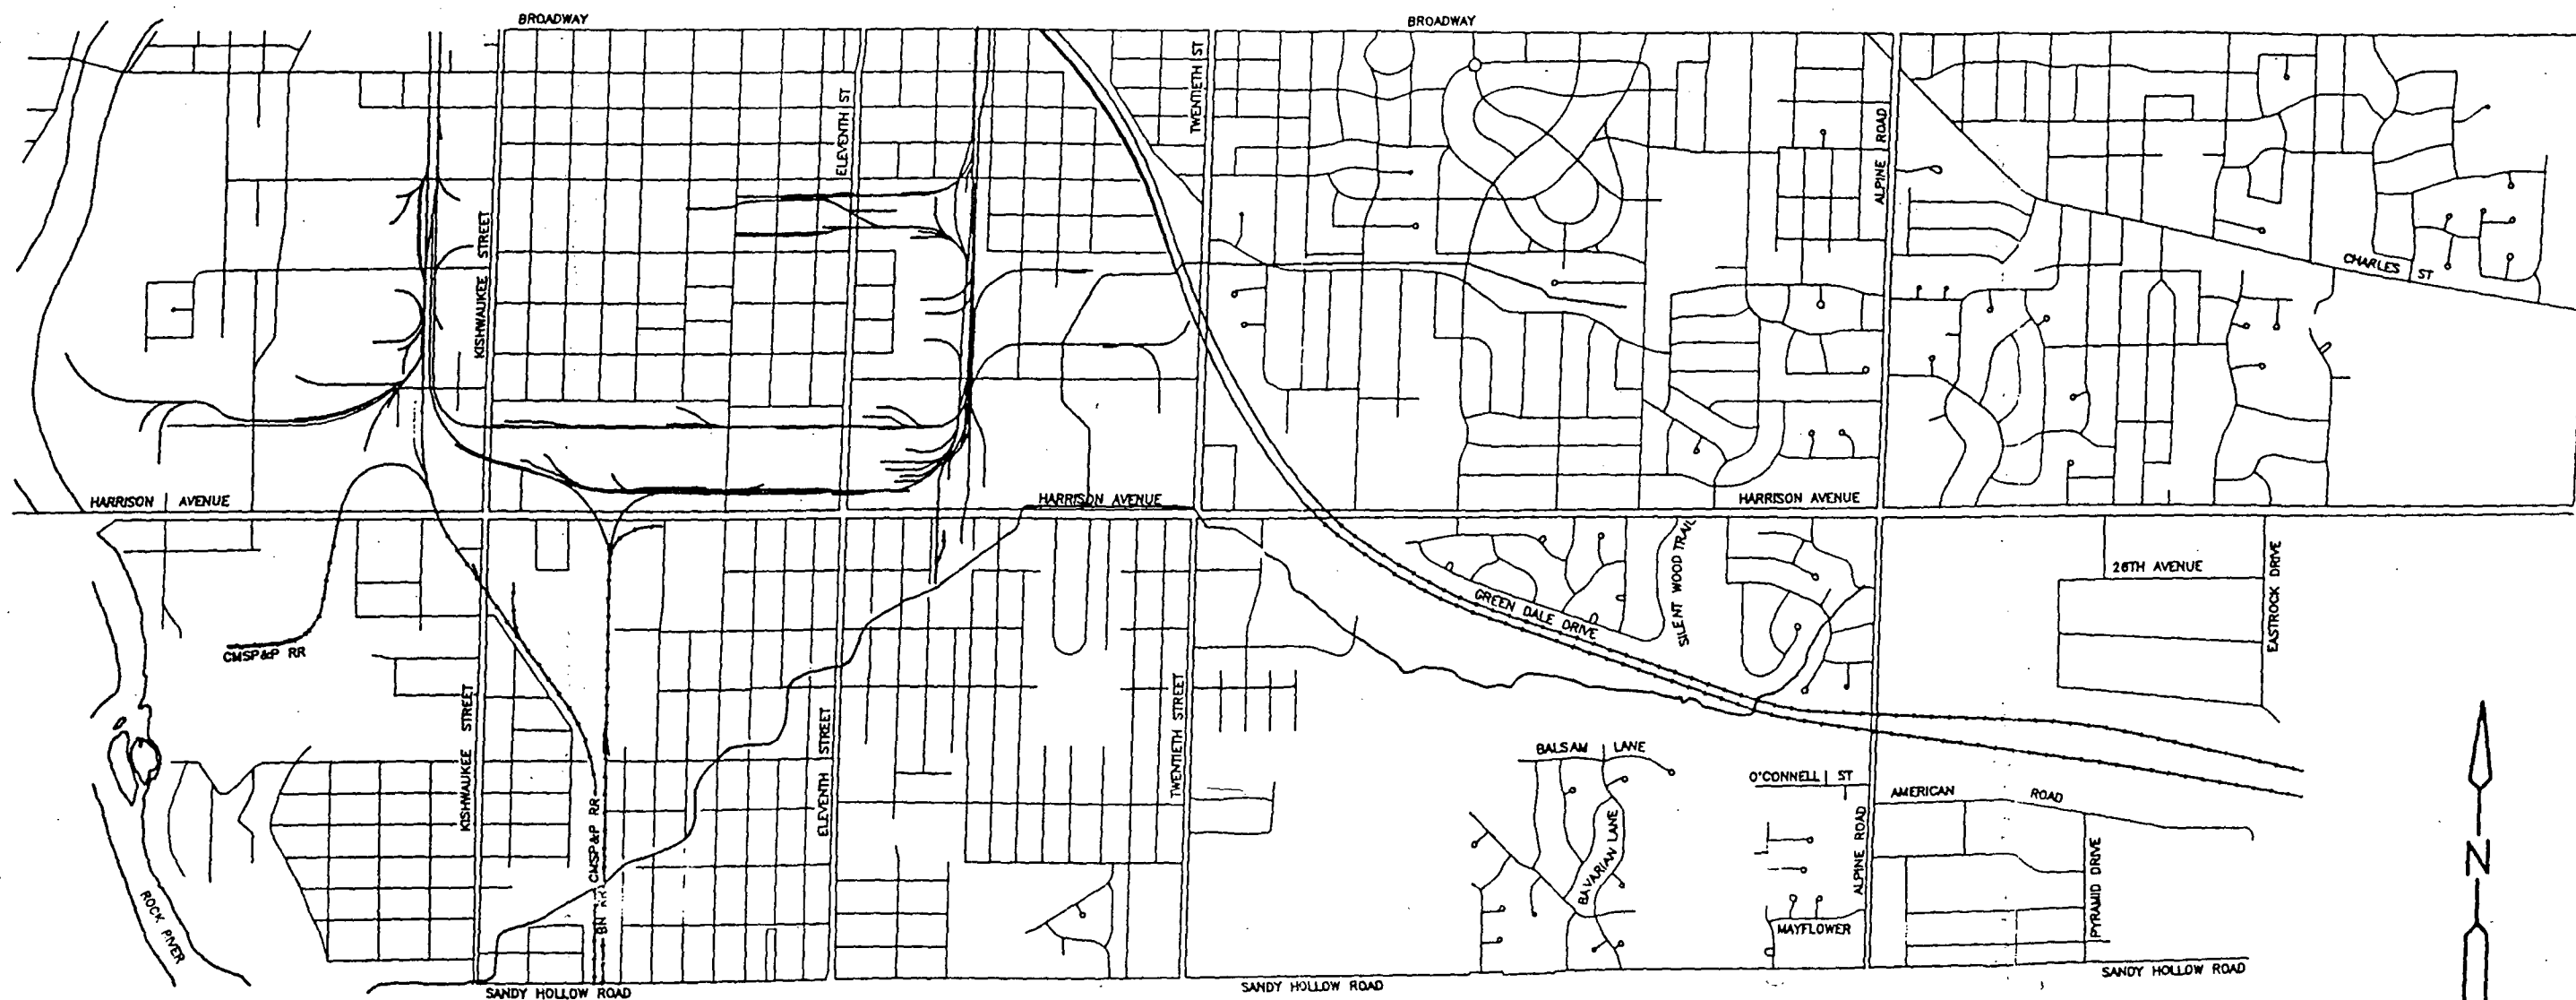 BROADWAY
BROADWAY
TWENTIETH ST
ELEVENTH ST
ALPINE ROAD
KISHWAUKEE STREET
CHARLES ST
HARRISON AVENUE
HARRISON AVENUE
HARRISON AVENUE
SILENT WOOD TRAIL
26TH AVENUE
EASTROCK DRIVE
GREEN DALE DRIVE
CMSP&P RR
KISHWAUKEE STREET
TWENTIETH STREET
ELEVENTH STREET
BALSAM LANE
O'CONNELL ST
AMERICAN ROAD
CMSP&P RR
BAVARIAN LANE
ALPINE ROAD
PYRAMID DRIVE
N
ROCK RIVER
BN RR
MAYFLOWER
SANDY HOLLOW ROAD
SANDY HOLLOW ROAD
SANDY HOLLOW ROAD